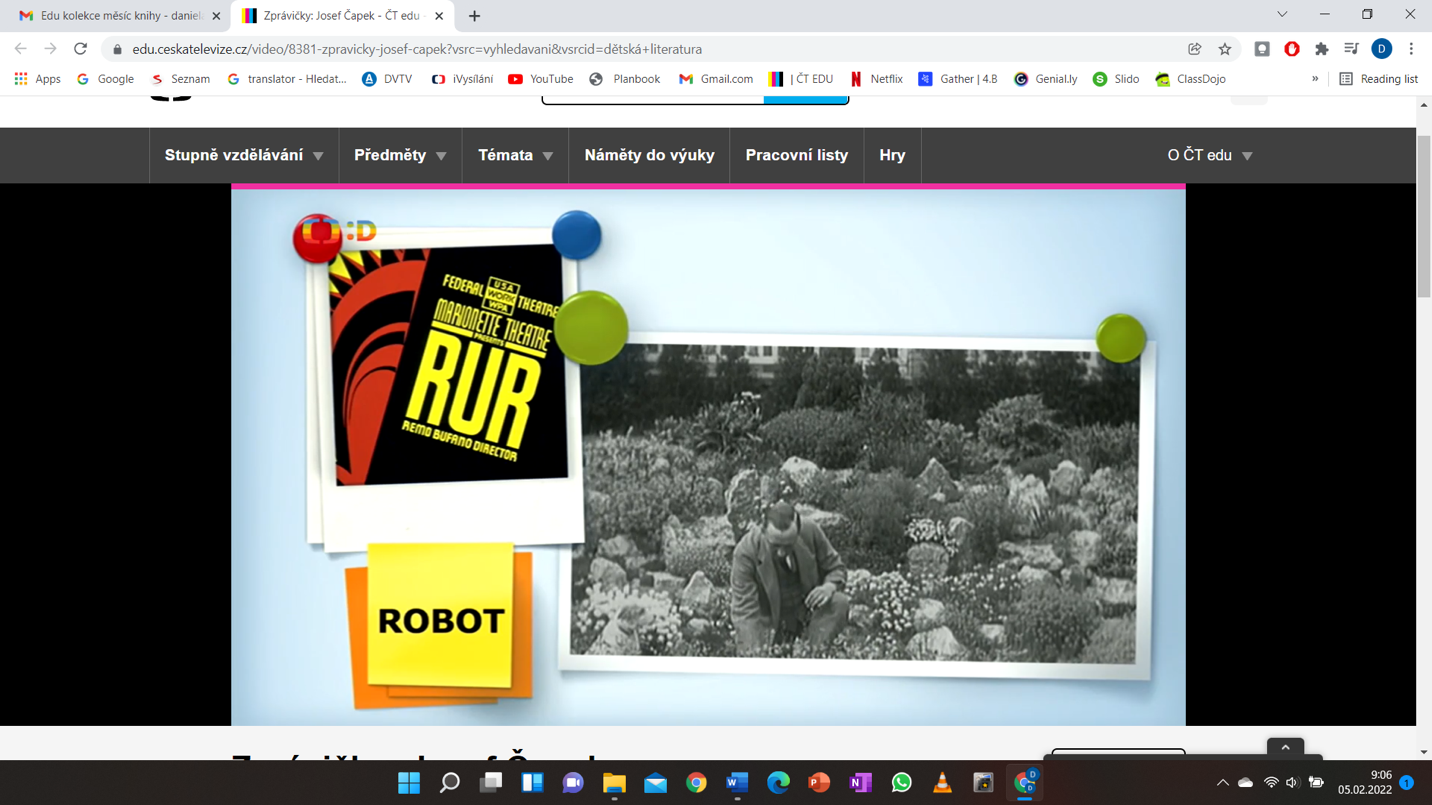 Edu kolekce měsíc knihy - daniela
Zprávičky: Josef Čapek - ČT edu -
edu.ceskatelevize.cz/video/8381-zpravicky-josef-capek?vsrc=vyhledavani&vsrcid=dětská+literatura
D
Apps
Google
Seznam
translator - Hledat...
DVTV
iVysílání
YouTube
Planbook
Gmail.com
| ČT EDU
Netflix
Gather | 4.B
Genial.ly
Slido
ClassDojo
»
Reading list
Stupně vzdělávání
Předměty
Témata
Náměty do výuky
Pracovní listy
Hry
O ČT edu
:D
FEDERAL USA WORK WPA THEATRE
MARIONETTE THEATRE
PRESENTS
RUR
REMO BUFANO DIRECTOR
ROBOT
9:06
05.02.2022
1